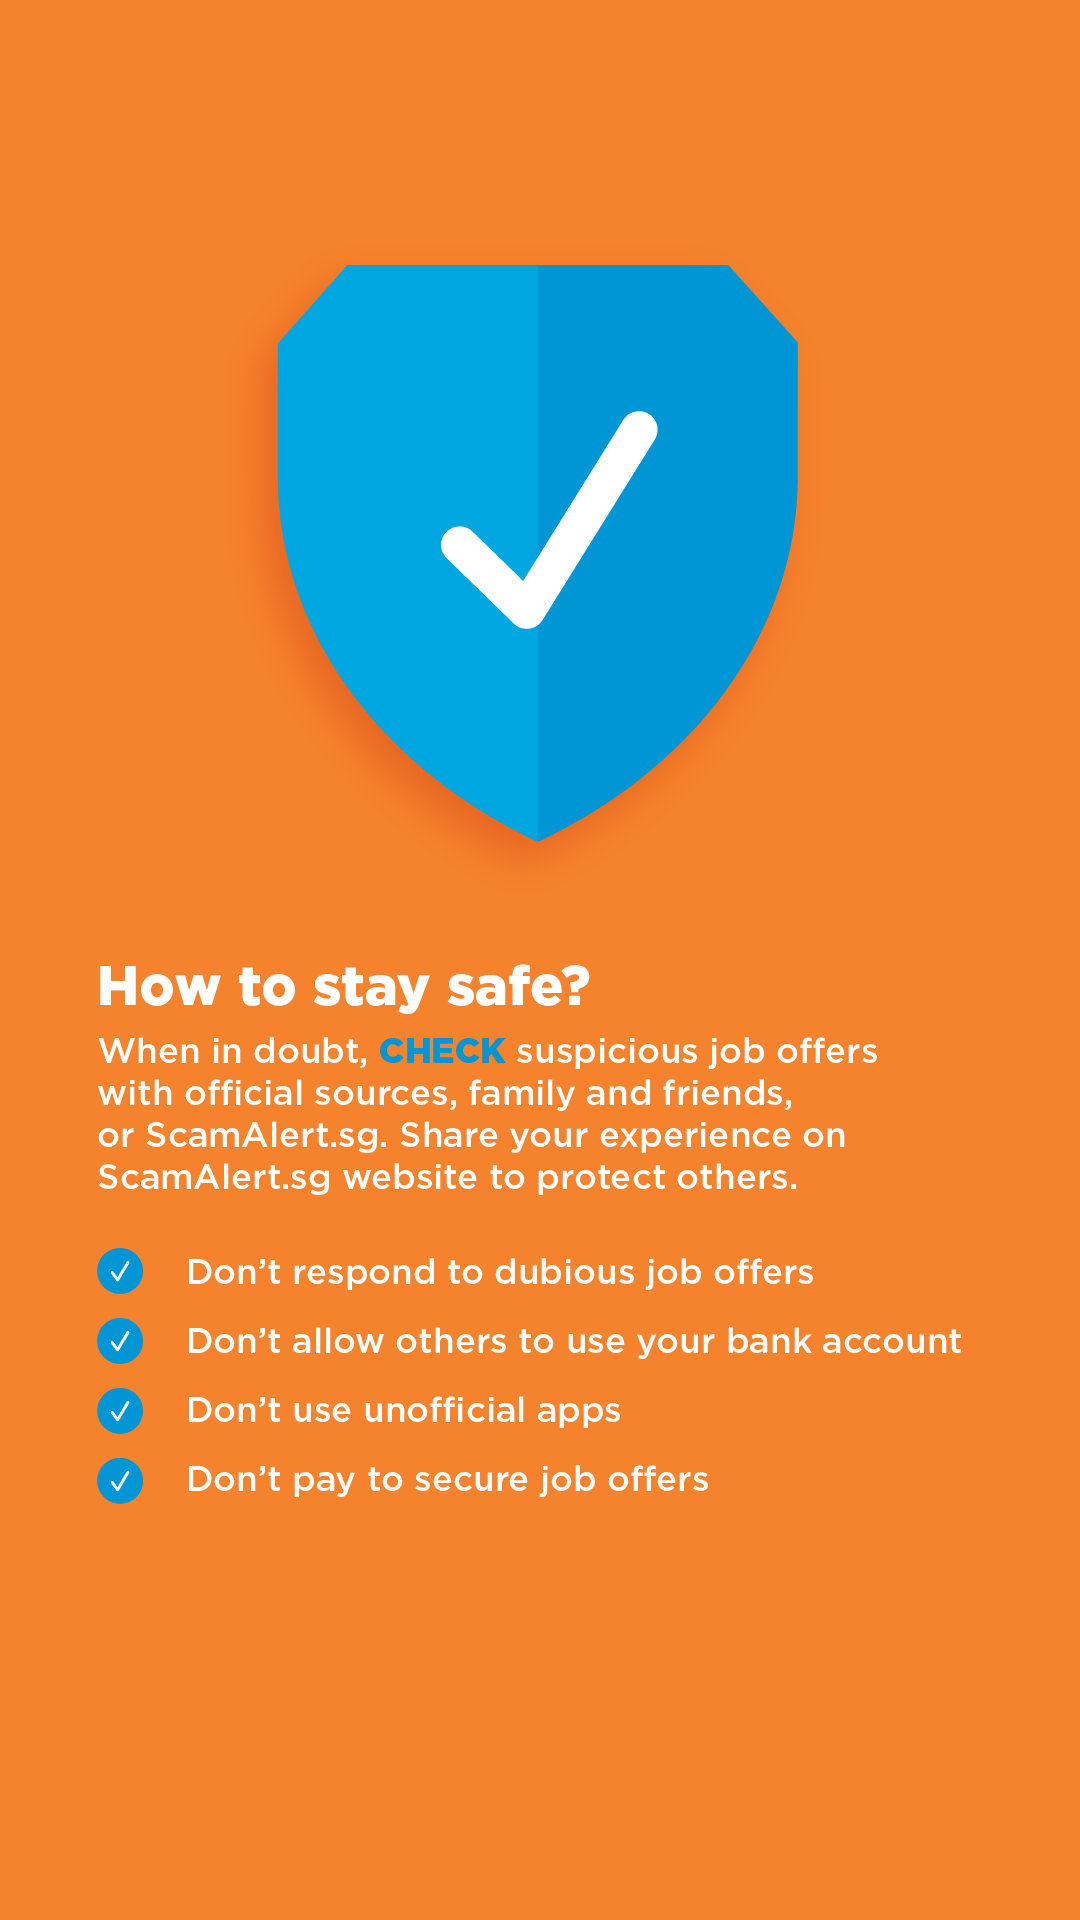 How to stay safe?
When in doubt, CHECK suspicious job offers
with official sources, family and friends,
or ScamAlert.sg. Share your experience on
ScamAlert.sg website to protect others.
Don’t respond to dubious job offers
Don’t allow others to use your bank account
Don’t use unofficial apps
Don’t pay to secure job offers